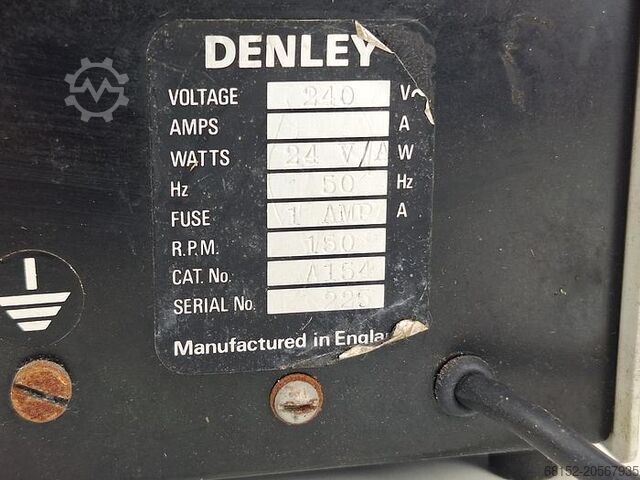 DENLEY
VOLTAGE 240 V~
AMPS A
WATTS 24 V/A W
Hz 50 Hz
FUSE 1 AMP A
R.P.M. 150
CAT. No. A154
SERIAL No. 225
Manufactured in Engla
68152-20567935